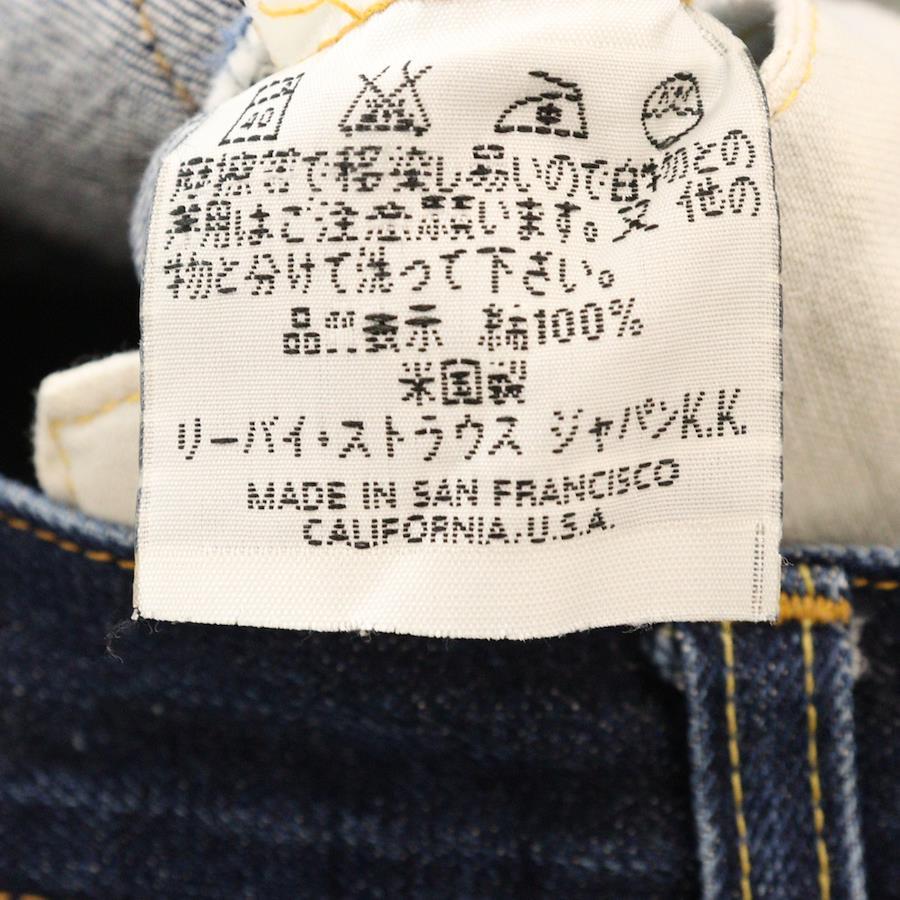 40
摩擦等で移染し易いので白物との
着用はご注意願います。又、他の
物と分けて洗って下さい。
品質表示 綿100%
米国製
リーバイ・ストラウス ジャパンK.K.
MADE IN SAN FRANCISCO
CALIFORNIA. U.S.A.